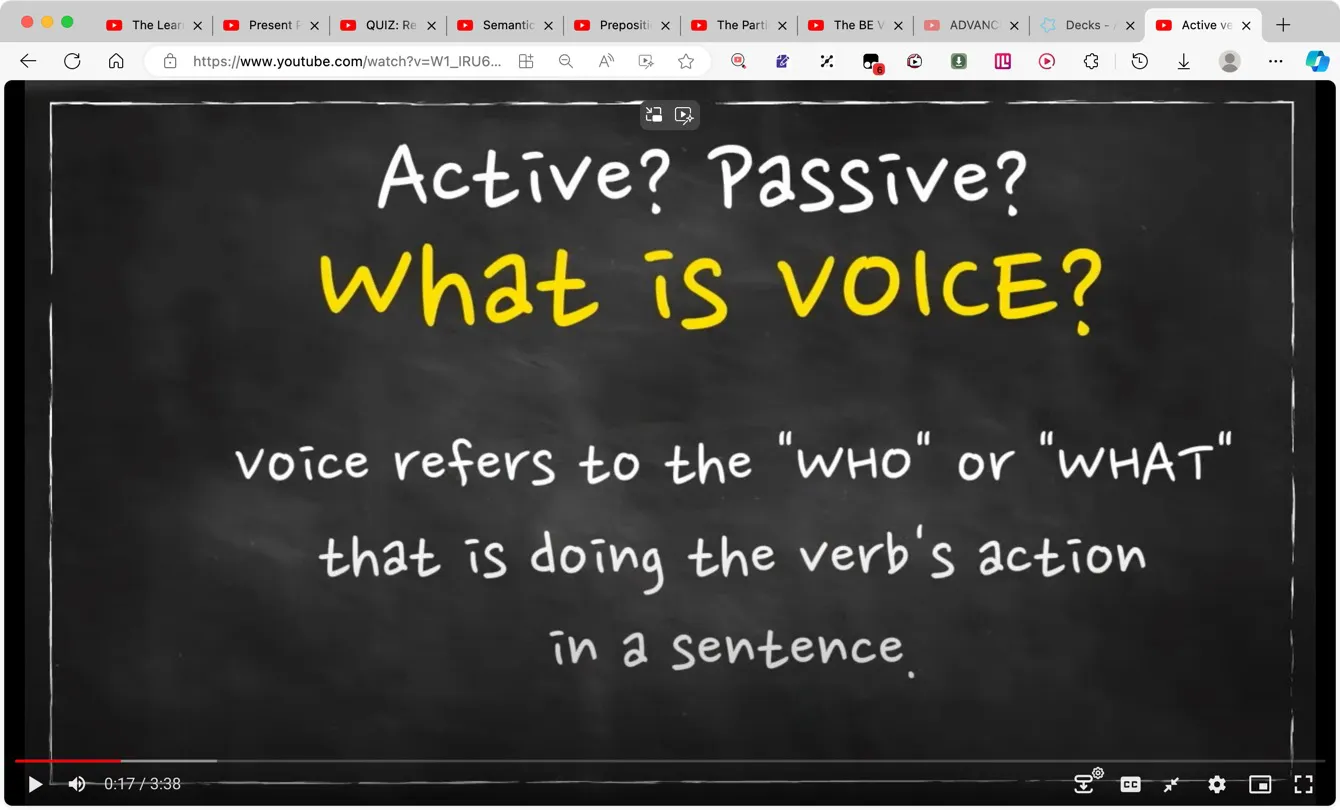 The Lear
Present
QUIZ: Re
Semantic
Prepositi
The Parti
The BE V
ADVANC
Decks -
Active ve
https://www.youtube.com/watch?v=W1_IRU6...
6
Active? Passive?
What is VOICE?
voice refers to the "WHO" or "WHAT"
that is doing the verb's action
in a sentence.
0:17 / 3:38
CC